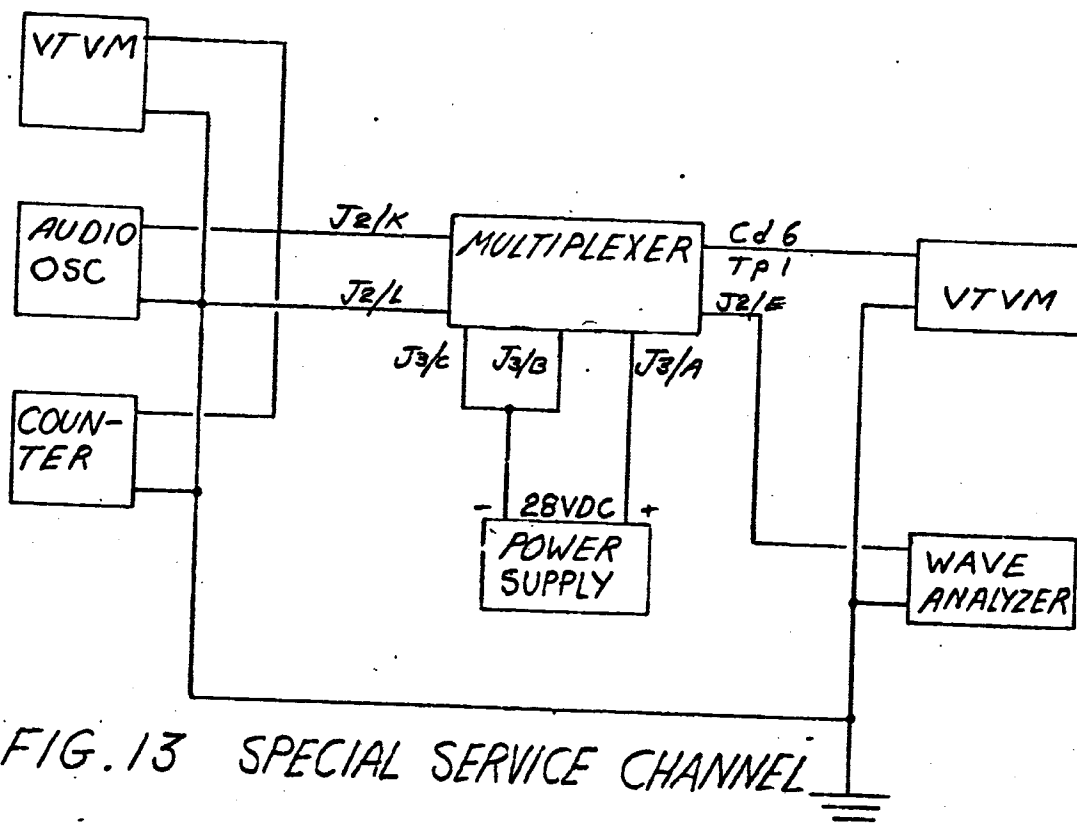 VTVM
AUDIO
OSC
J2/K
J2/L
MULTIPLEXER
Cd 6
TP 1
J2/E
VTVM
COUN-
TER
J3/C
J3/B
J3/A
- 28VDC +
POWER
SUPPLY
WAVE
ANALYZER
FIG. 13 SPECIAL SERVICE CHANNEL